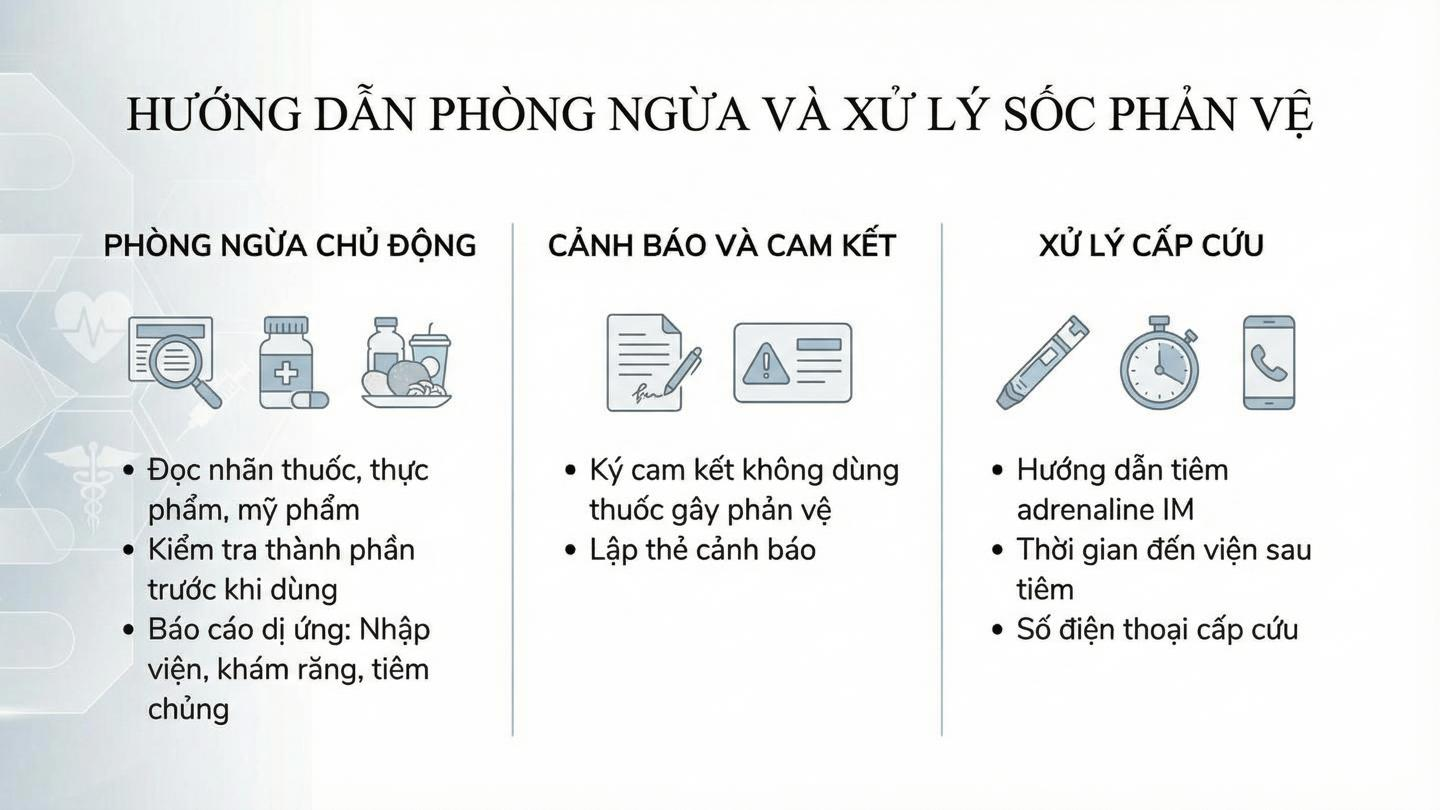 HƯỚNG DẪN PHÒNG NGỪA VÀ XỬ LÝ SỐC PHẢN VỆ
PHÒNG NGỪA CHỦ ĐỘNG
• Đọc nhãn thuốc, thực
phẩm, mỹ phẩm
• Kiểm tra thành phần
trước khi dùng
• Báo cáo dị ứng: Nhập
viện, khám răng, tiêm
chủng
CẢNH BÁO VÀ CAM KẾT
• Ký cam kết không dùng
thuốc gây phản vệ
• Lập thẻ cảnh báo
XỬ LÝ CẤP CỨU
• Hướng dẫn tiêm
adrenaline IM
• Thời gian đến viện sau
tiêm
• Số điện thoại cấp cứu